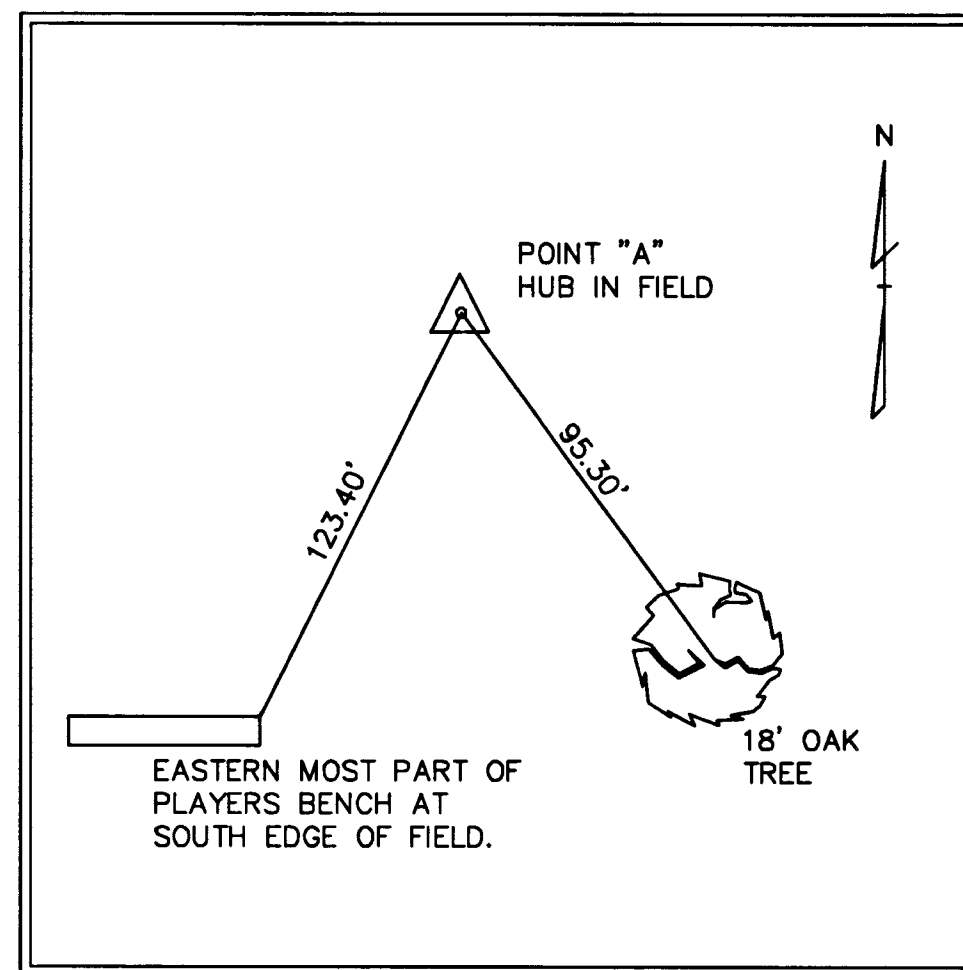 N
POINT "A"
HUB IN FIELD
123.40'
95.30'
18' OAK
TREE
EASTERN MOST PART OF
PLAYERS BENCH AT
SOUTH EDGE OF FIELD.